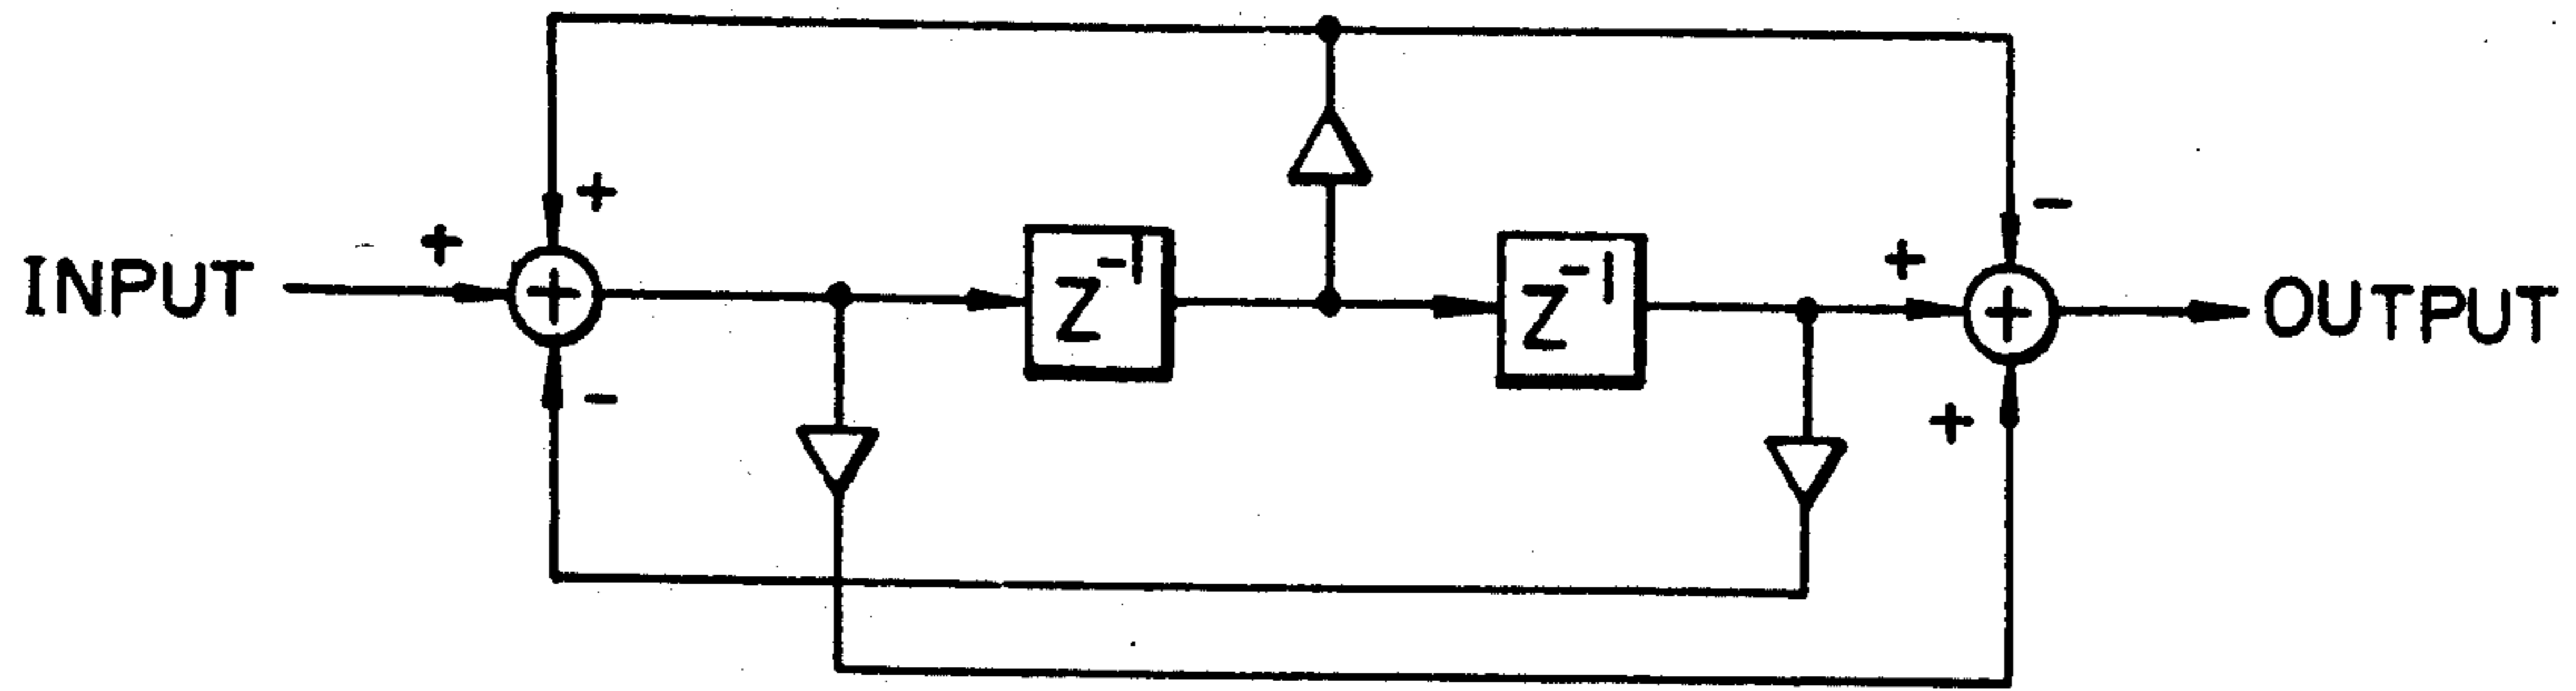 INPUT
+
+
+
-
Z-1
Z-1
+
-
+
+
OUTPUT